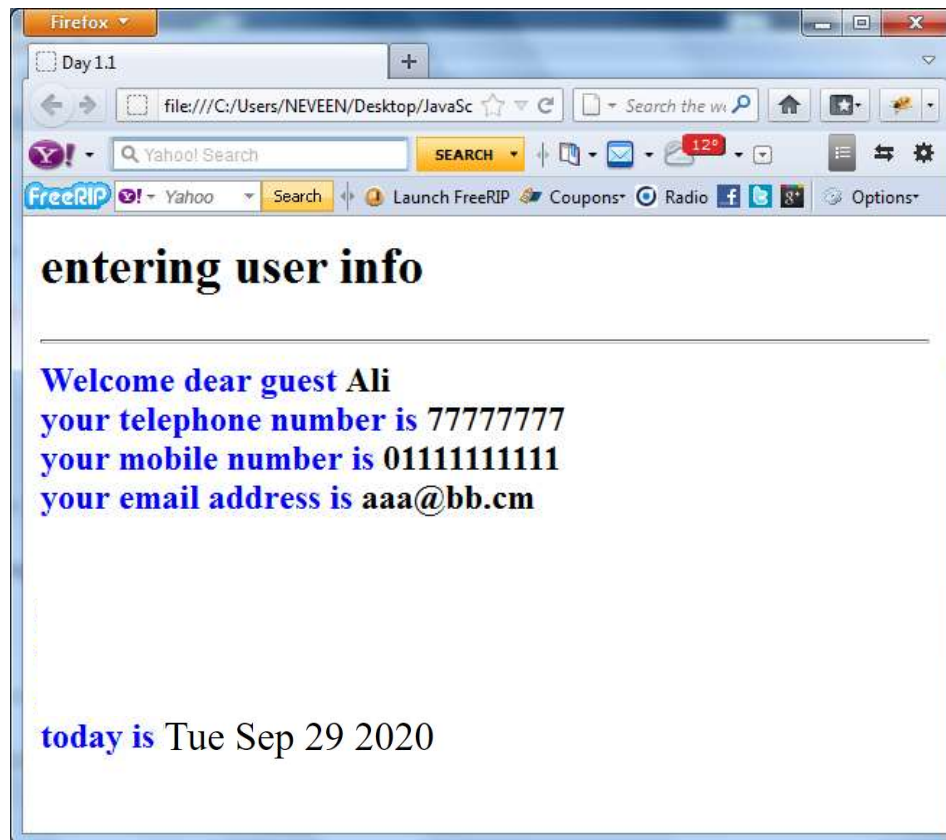 Firefox
Day 1.1
file:///C:/Users/NEVEEN/Desktop/JavaSc
Search the w
Y! Yahoo! Search SEARCH 12°
FreeRIP Y! Yahoo Search Launch FreeRIP Coupons Radio f g+ Options
entering user info
Welcome dear guest Ali
your telephone number is 77777777
your mobile number is 01111111111
your email address is aaa@bb.cm
today is Tue Sep 29 2020